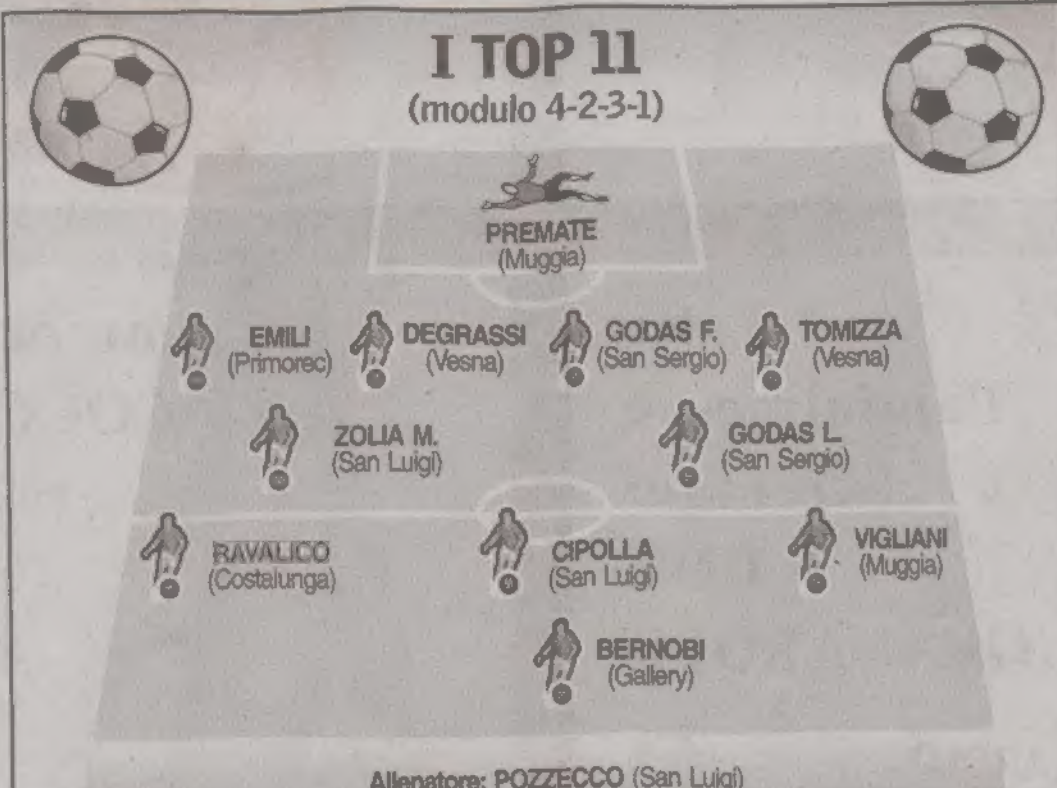 I TOP 11
(modulo 4-2-3-1)
PREMATE
(Muggia)
EMILI
(Primorec)
DEGRASSI
(Vesna)
GODAS F.
(San Sergio)
TOMIZZA
(Vesna)
ZOLIA M.
(San Luigi)
GODAS L.
(San Sergio)
RAVALICO
(Costalunga)
CIPOLLA
(San Luigi)
VIGLIANI
(Muggia)
BERNOBI
(Gallery)
Allenatore: POZZECCO (San Luigi)